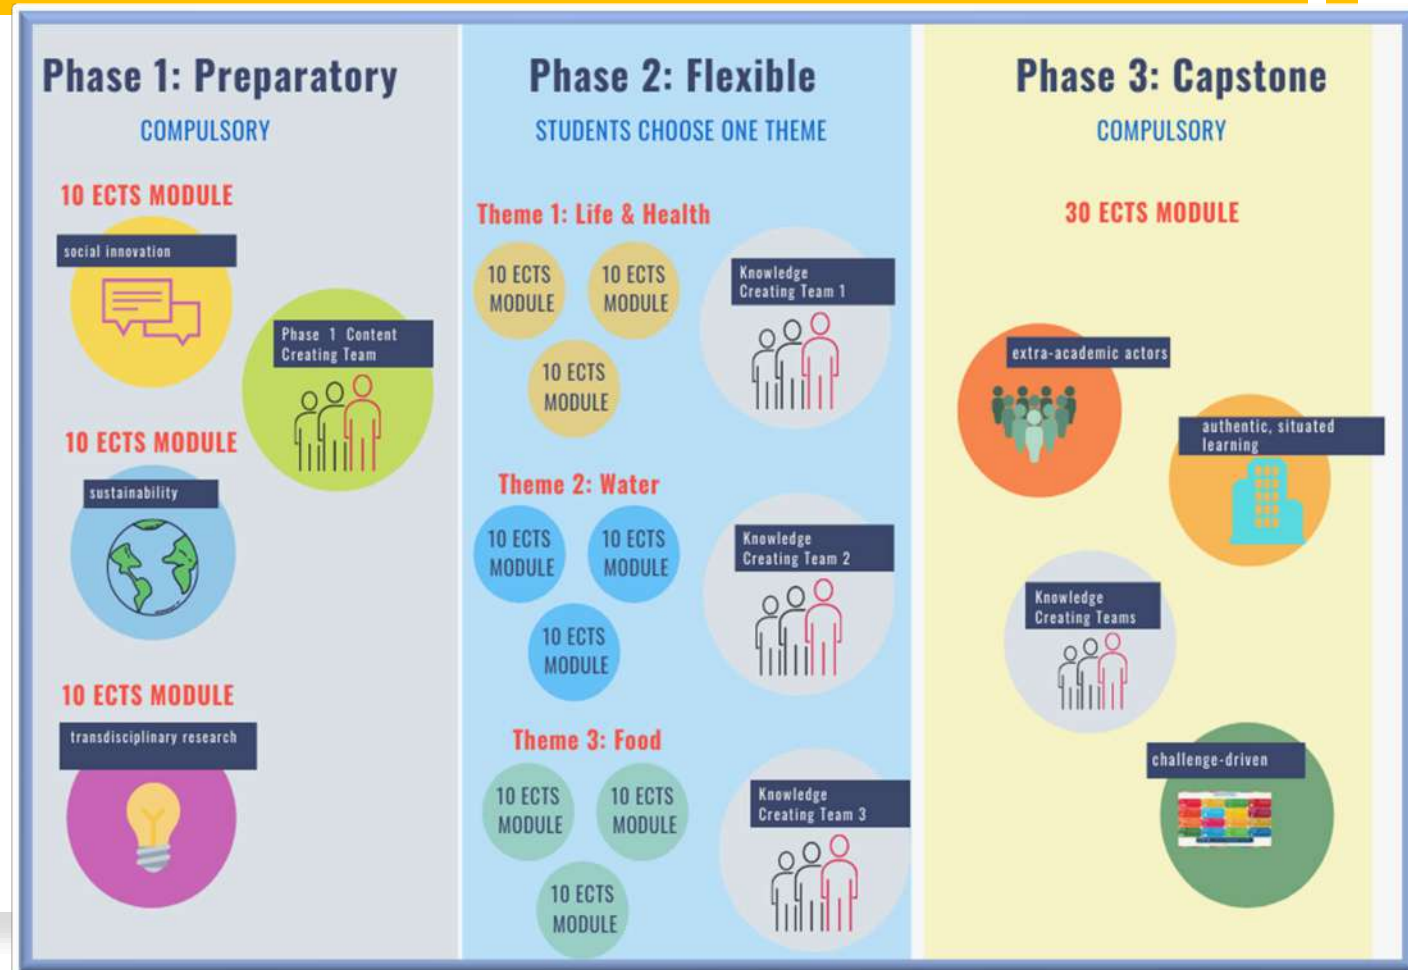 Phase 1: Preparatory
COMPULSORY
10 ECTS MODULE
social innovation
Phase 1 Content
Creating Team
10 ECTS MODULE
sustainability
10 ECTS MODULE
transdisciplinary research
Phase 2: Flexible
STUDENTS CHOOSE ONE THEME
Theme 1: Life & Health
10 ECTS
MODULE
10 ECTS
MODULE
10 ECTS
MODULE
Knowledge
Creating Team 1
Theme 2: Water
10 ECTS
MODULE
10 ECTS
MODULE
10 ECTS
MODULE
Knowledge
Creating Team 2
Theme 3: Food
10 ECTS
MODULE
10 ECTS
MODULE
10 ECTS
MODULE
Knowledge
Creating Team 3
Phase 3: Capstone
COMPULSORY
30 ECTS MODULE
extra-academic actors
authentic, situated
learning
Knowledge
Creating Teams
challenge-driven